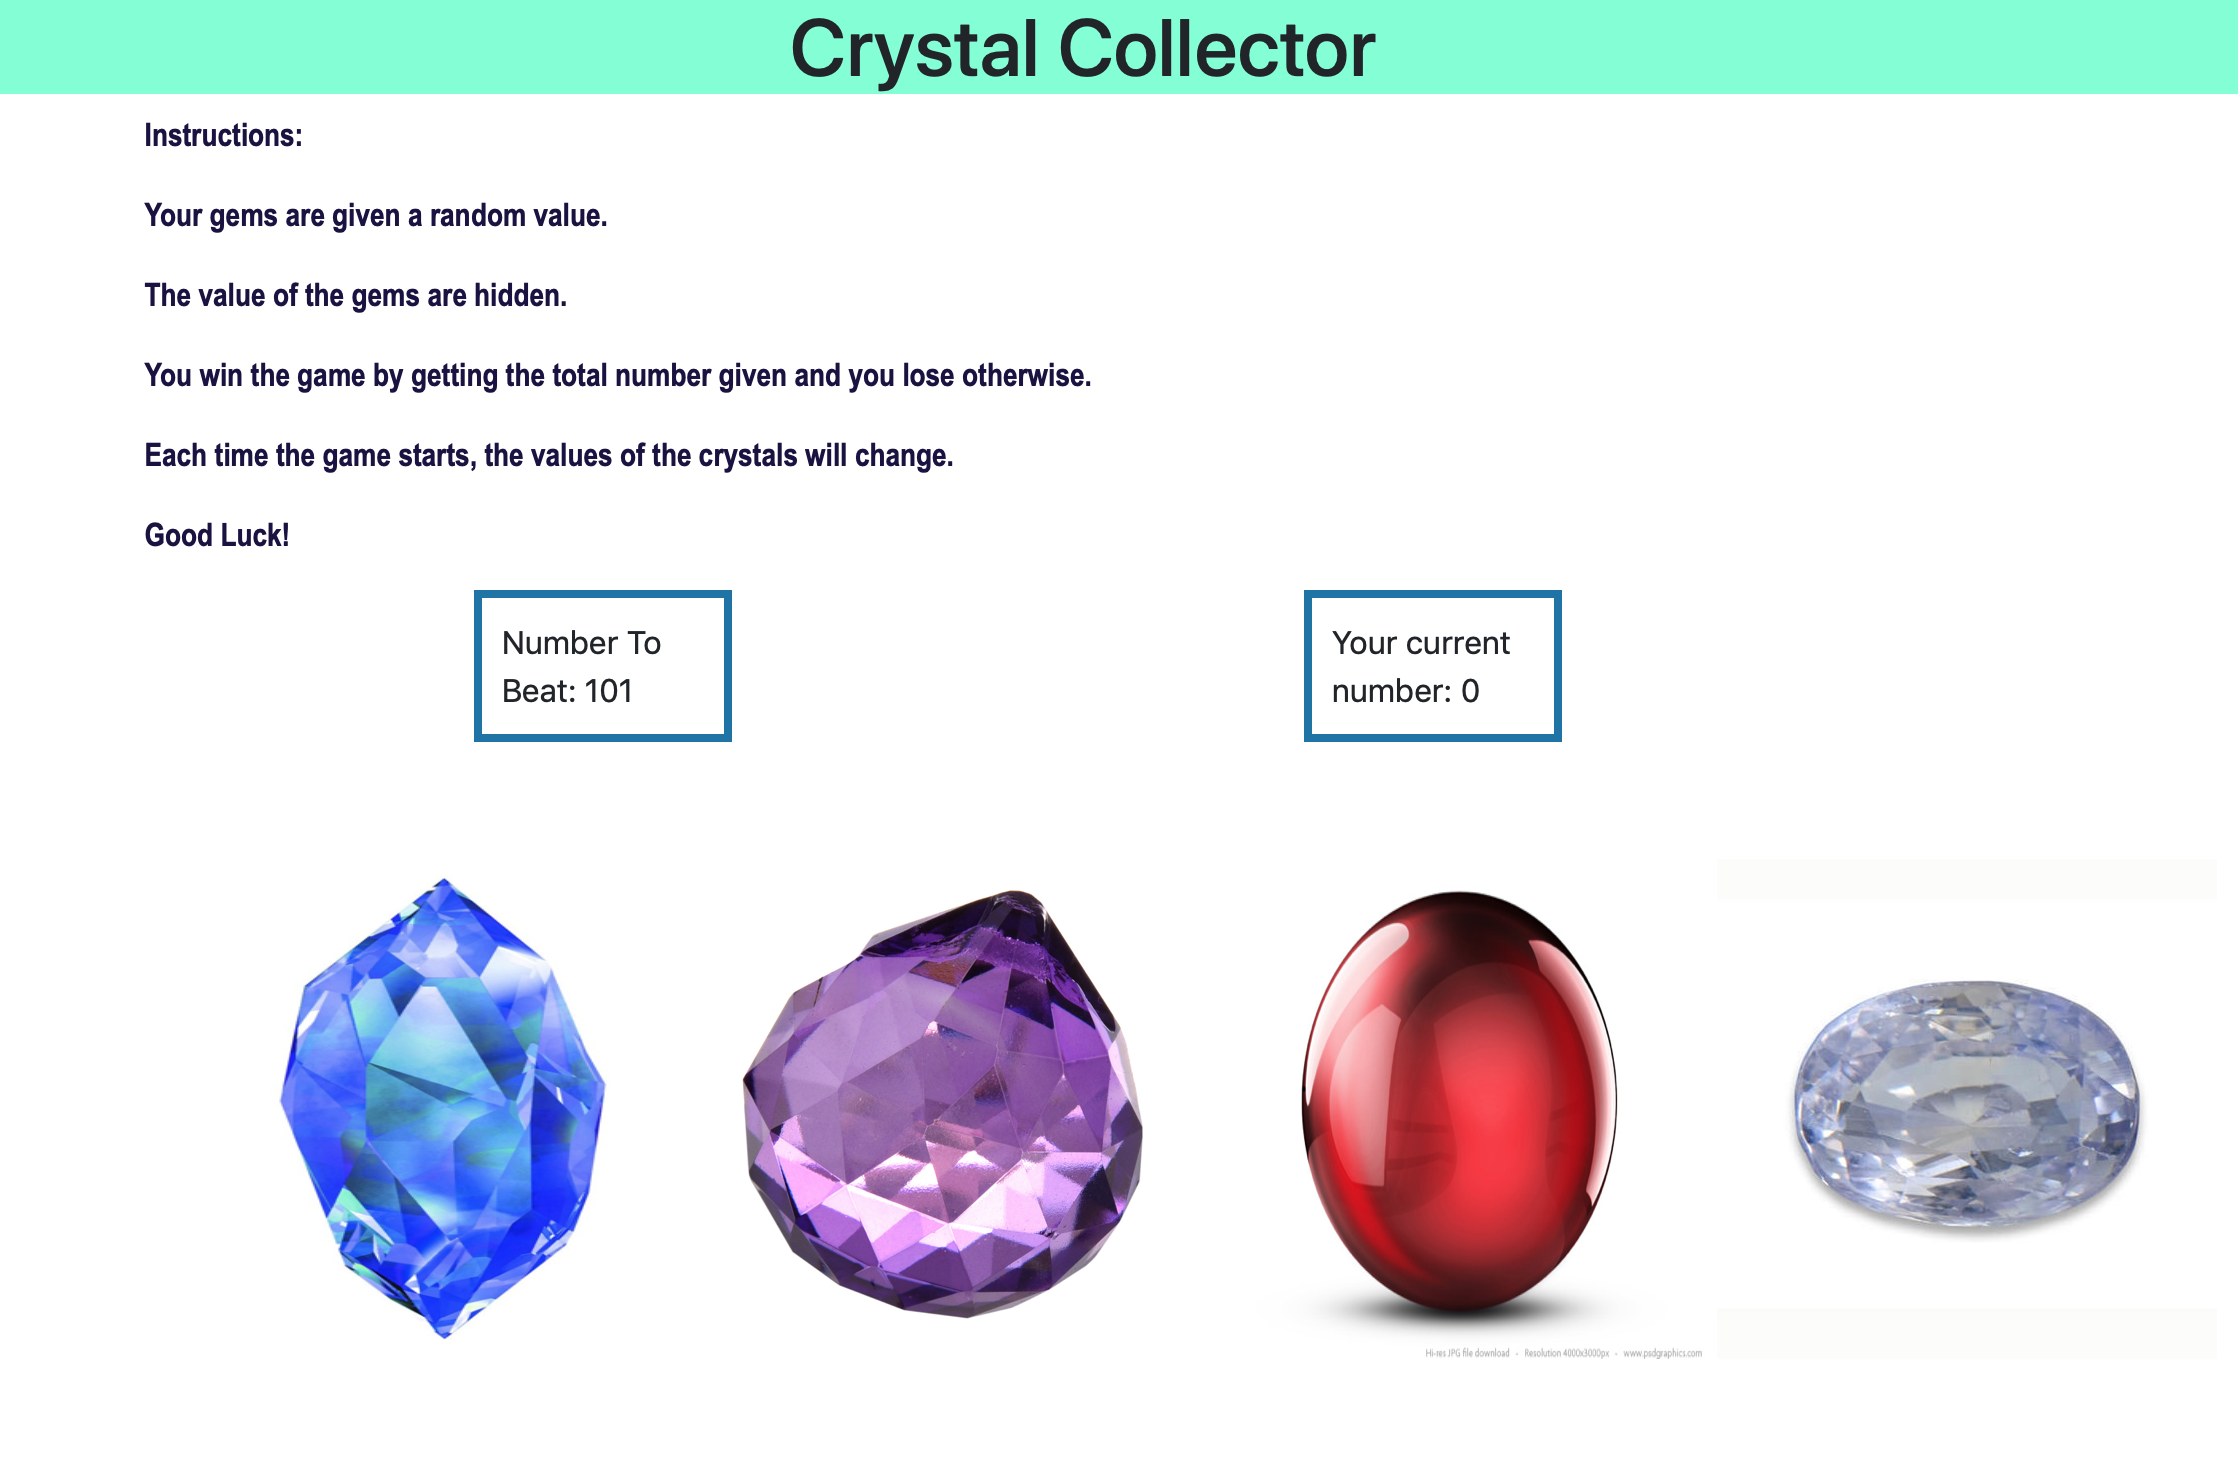 Crystal Collector
Instructions:
Your gems are given a random value.
The value of the gems are hidden.
You win the game by getting the total number given and you lose otherwise.
Each time the game starts, the values of the crystals will change.
Good Luck!
Number To
Beat: 101
Your current
number: 0
Hi-res JPG file download - Resolution 4000x3000px - www.psdgraphics.com